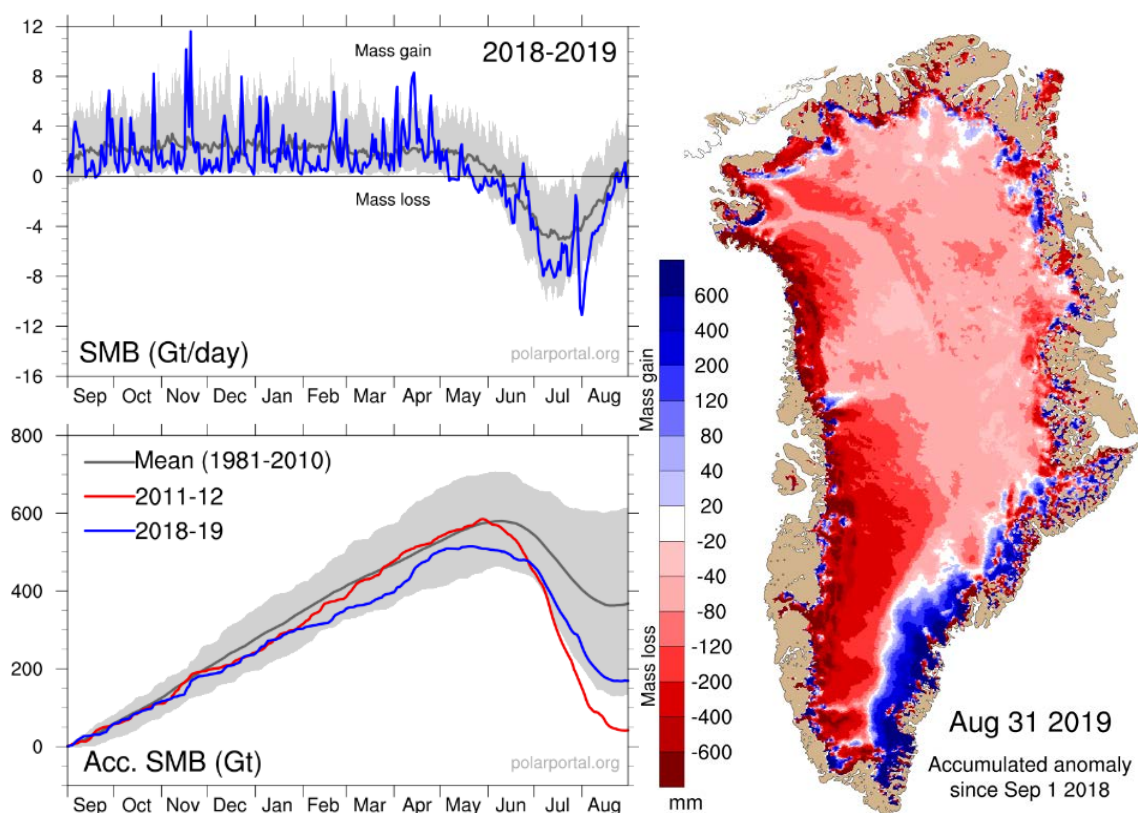 12
8
4
0
-4
-8
-12
-16
Mass gain
2018-2019
Mass loss
SMB (Gt/day)
polarportal.org
Sep Oct Nov Dec Jan Feb Mar Apr May Jun Jul Aug
800
600
400
200
0
Mean (1981-2010)
2011-12
2018-19
Acc. SMB (Gt)
polarportal.org
Sep Oct Nov Dec Jan Feb Mar Apr May Jun Jul Aug
Mass gain
Mass loss
600
400
200
120
80
40
20
-20
-40
-80
-120
-200
-400
-600
mm
Aug 31 2019
Accumulated anomaly
since Sep 1 2018